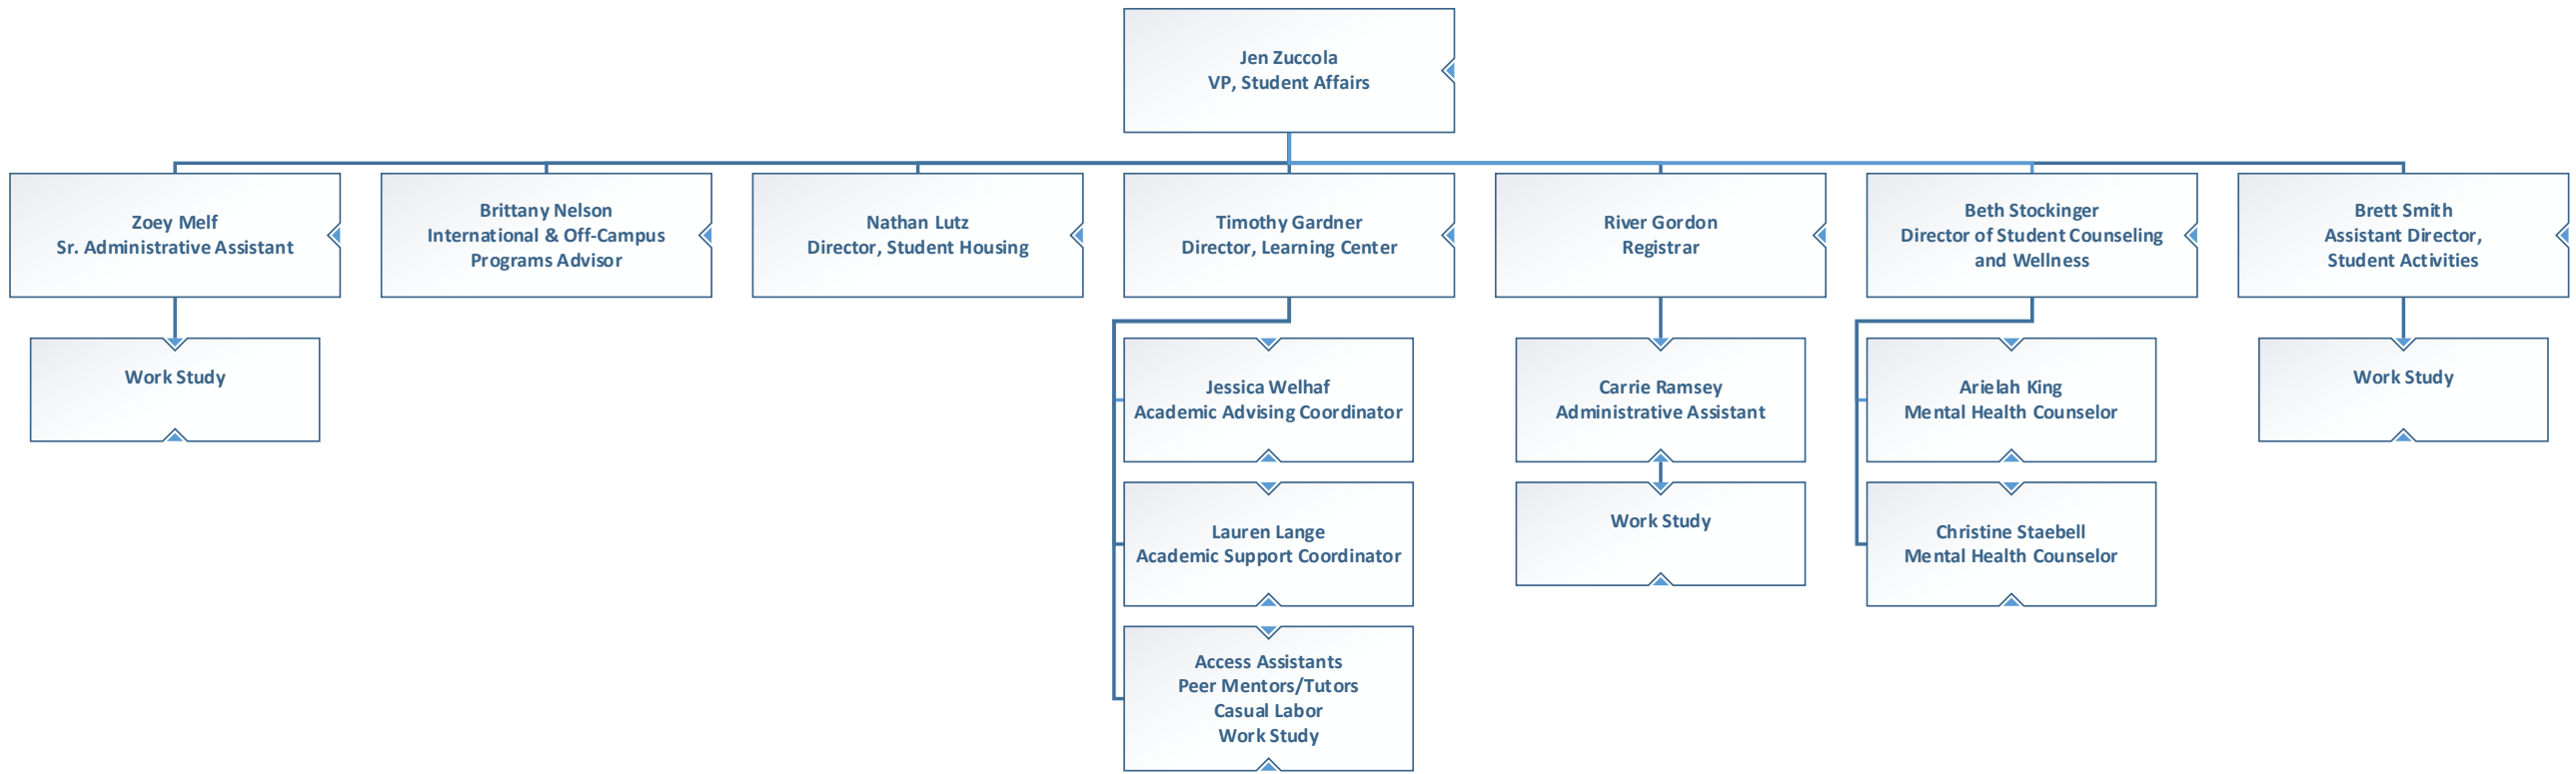 Jen Zuccola
VP, Student Affairs
Zoey Melf
Sr. Administrative Assistant
Brittany Nelson
International & Off-Campus
Programs Advisor
Nathan Lutz
Director, Student Housing
Timothy Gardner
Director, Learning Center
River Gordon
Registrar
Beth Stockinger
Director of Student Counseling
and Wellness
Brett Smith
Assistant Director,
Student Activities
Work Study
Jessica Welhaf
Academic Advising Coordinator
Carrie Ramsey
Administrative Assistant
Arielah King
Mental Health Counselor
Work Study
Lauren Lange
Academic Support Coordinator
Work Study
Christine Staebell
Mental Health Counselor
Access Assistants
Peer Mentors/Tutors
Casual Labor
Work Study